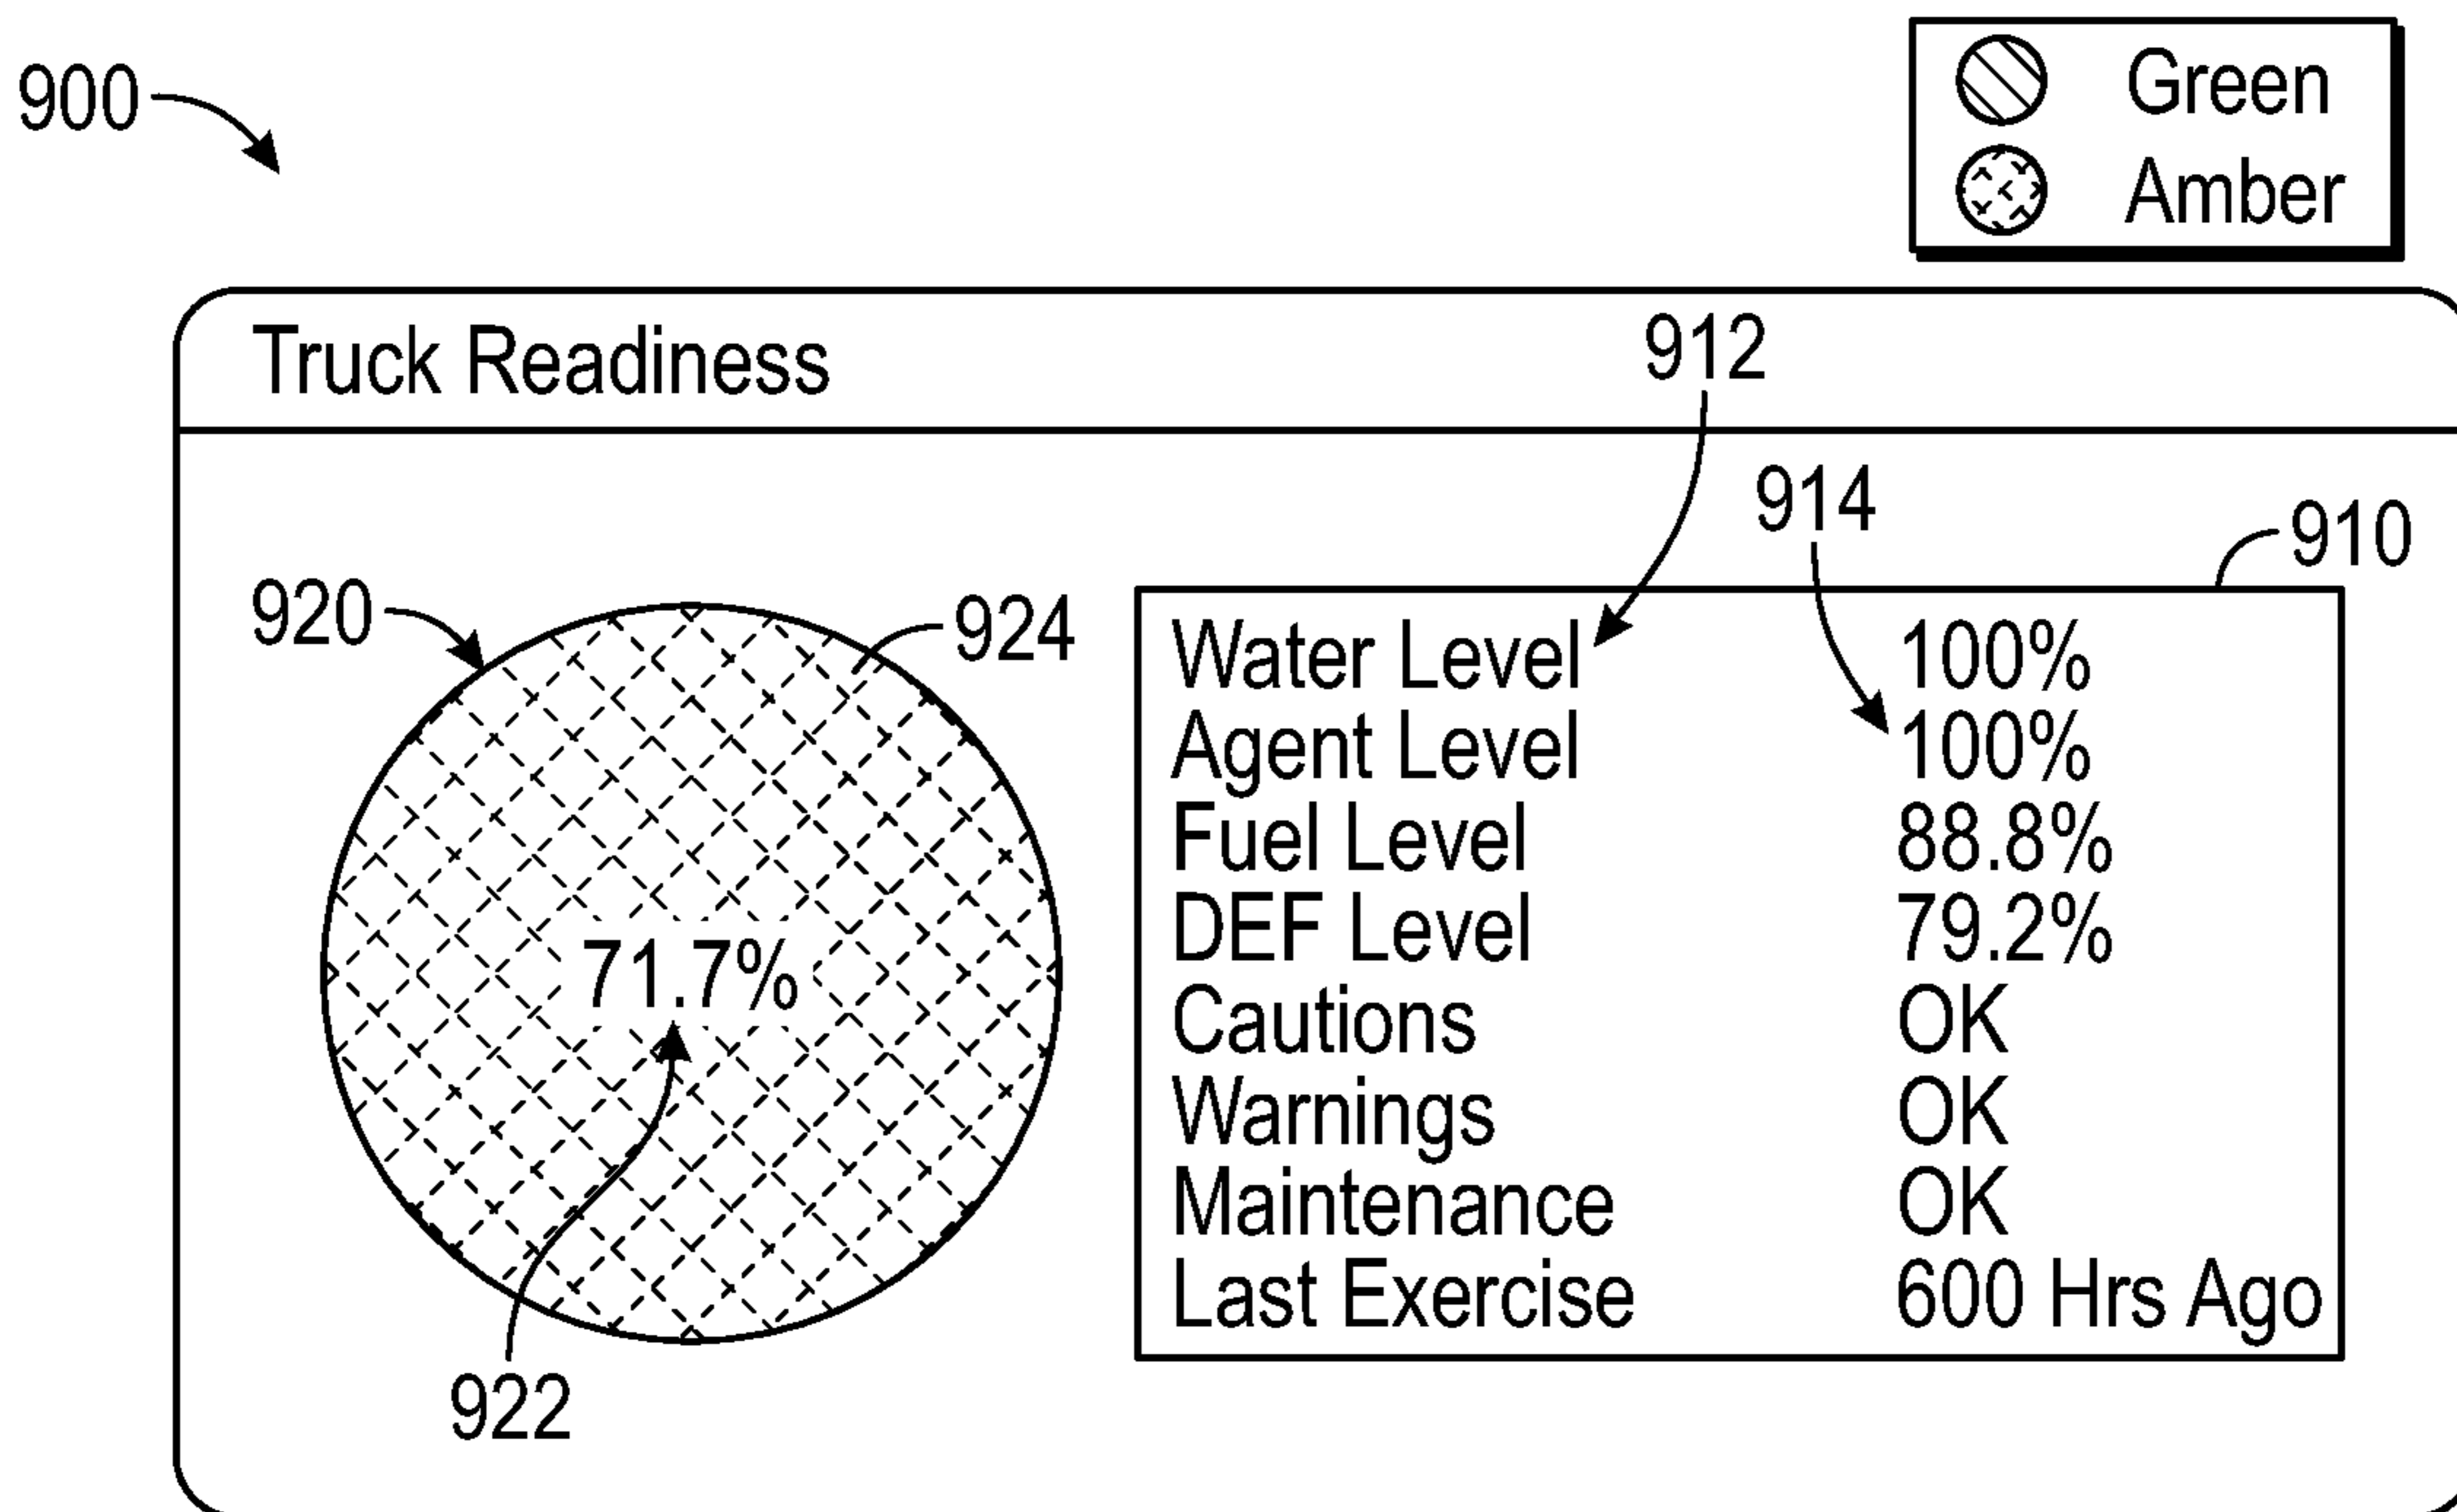 900
Green
Amber
Truck Readiness
912
914
910
920
924
Water Level 100%
Agent Level 100%
Fuel Level 88.8%
DEF Level 79.2%
Cautions OK
Warnings OK
Maintenance OK
Last Exercise 600 Hrs Ago
71.7%
922